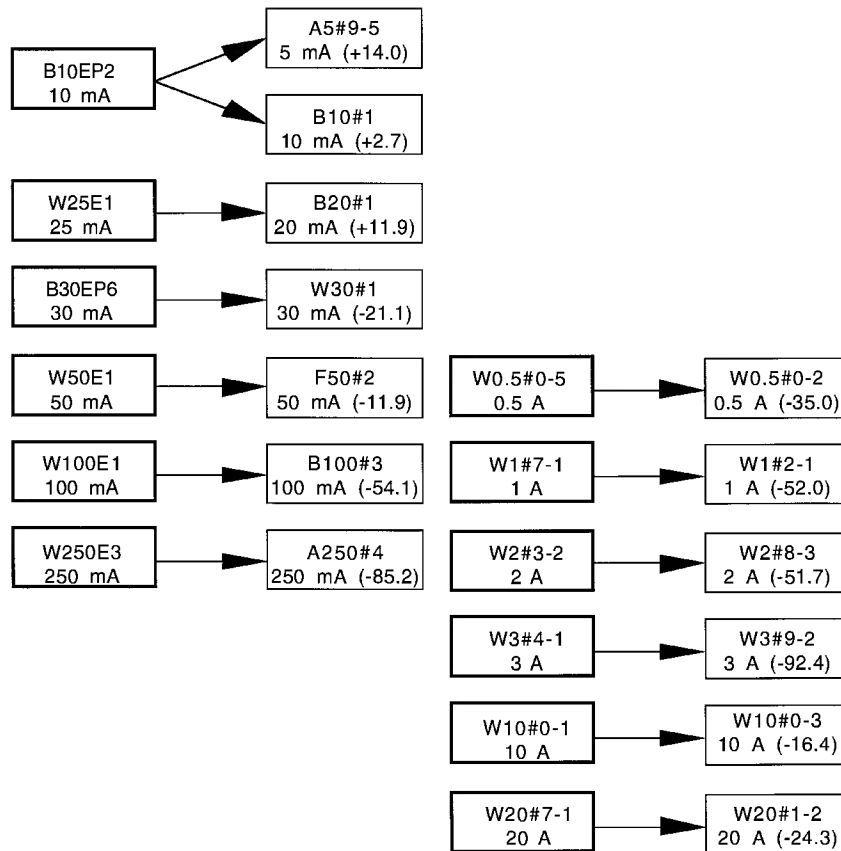 B10EP2
10 mA
A5#9-5
5 mA (+14.0)
B10#1
10 mA (+2.7)
W25E1
25 mA
B20#1
20 mA (+11.9)
B30EP6
30 mA
W30#1
30 mA (-21.1)
W50E1
50 mA
F50#2
50 mA (-11.9)
W100E1
100 mA
B100#3
100 mA (-54.1)
W250E3
250 mA
A250#4
250 mA (-85.2)
W0.5#0-5
0.5 A
W0.5#0-2
0.5 A (-35.0)
W1#7-1
1 A
W1#2-1
1 A (-52.0)
W2#3-2
2 A
W2#8-3
2 A (-51.7)
W3#4-1
3 A
W3#9-2
3 A (-92.4)
W10#0-1
10 A
W10#0-3
10 A (-16.4)
W20#7-1
20 A
W20#1-2
20 A (-24.3)